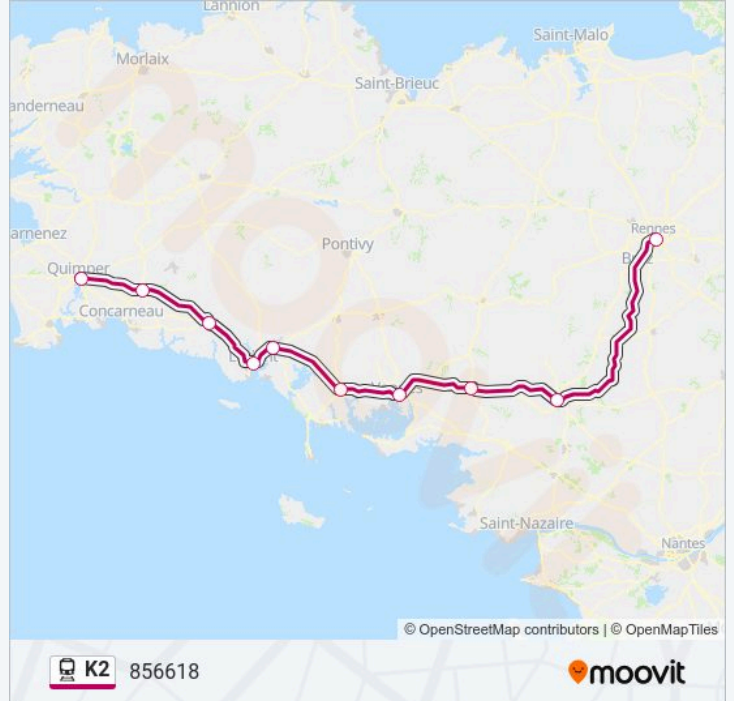 Lannion
Saint-Malo
Morlaix
Saint-Brieuc
anderneau
Rennes
arnenez
Pontivy
Quimper
Concarneau
Saint-Nazaire
Nantes
© OpenStreetMap contributors | © OpenMapTiles
K2 856618
moovit